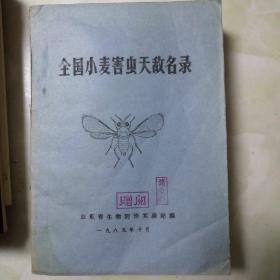 全国小麦害虫天敌名录
赠阅
山东省生物防治实验站编
一九八五年十月